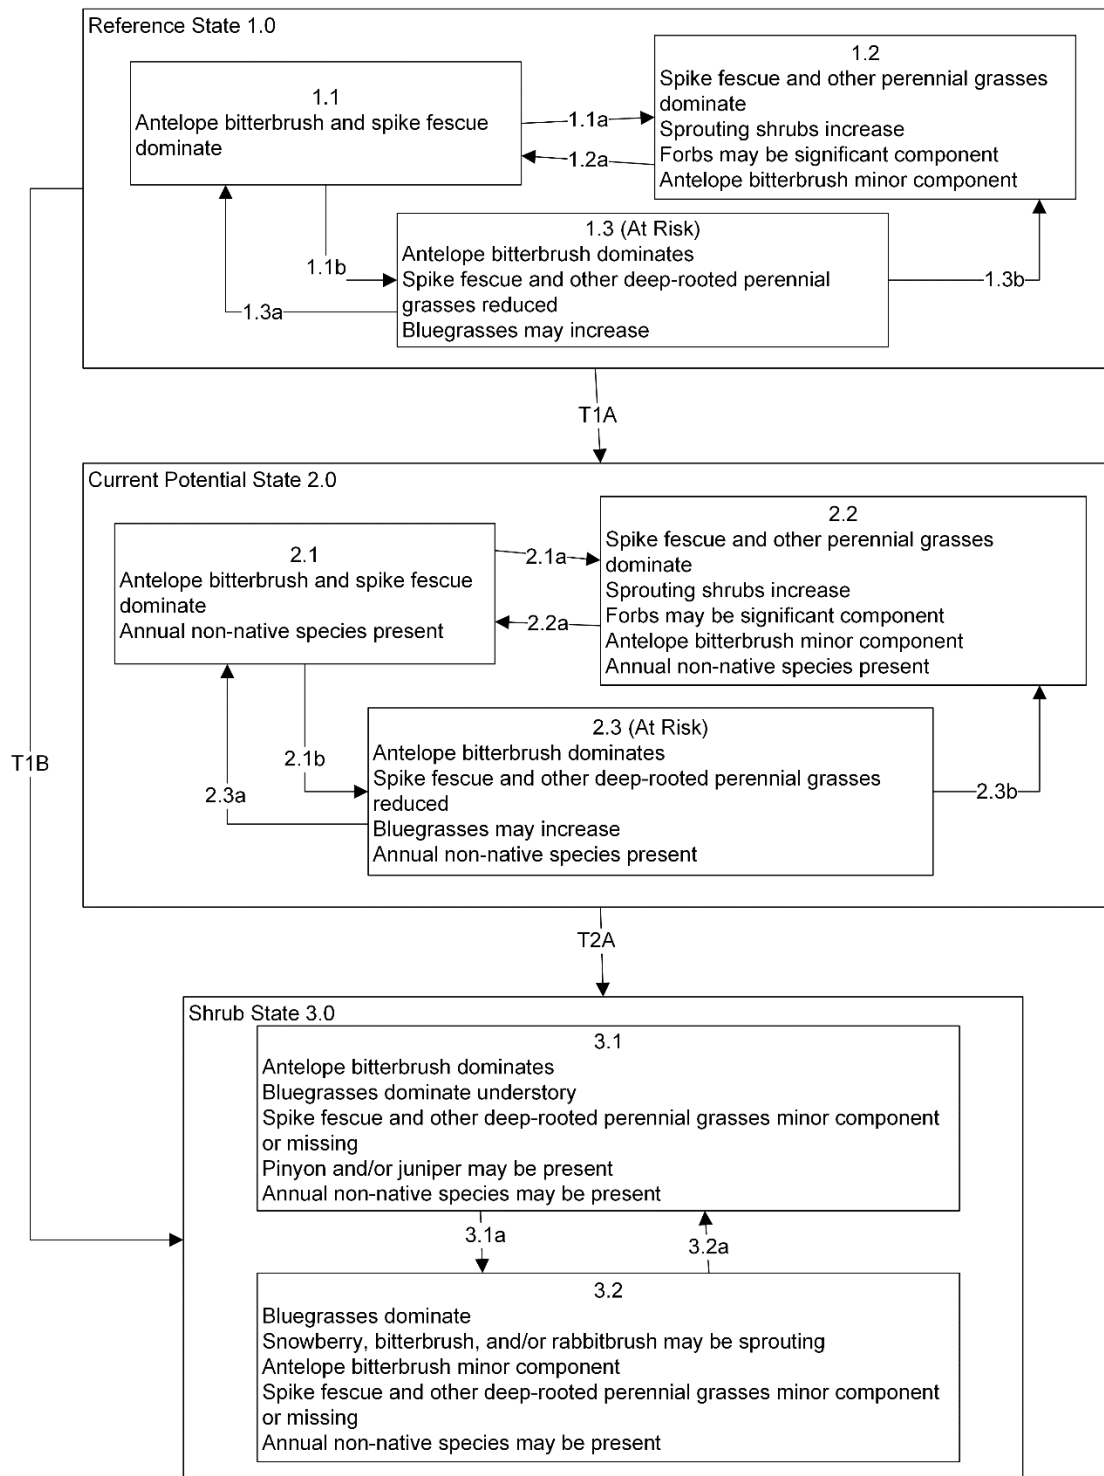 Reference State 1.0
1.1
Antelope bitterbrush and spike fescue
dominate
1.1a
1.2a
1.2
Spike fescue and other perennial grasses
dominate
Sprouting shrubs increase
Forbs may be significant component
Antelope bitterbrush minor component
1.1b
1.3a
1.3 (At Risk)
Antelope bitterbrush dominates
Spike fescue and other deep-rooted perennial
grasses reduced
Bluegrasses may increase
1.3b
T1A
T1B
Current Potential State 2.0
2.1
Antelope bitterbrush and spike fescue
dominate
Annual non-native species present
2.1a
2.2a
2.2
Spike fescue and other perennial grasses
dominate
Sprouting shrubs increase
Forbs may be significant component
Antelope bitterbrush minor component
Annual non-native species present
2.1b
2.3a
2.3 (At Risk)
Antelope bitterbrush dominates
Spike fescue and other deep-rooted perennial grasses
reduced
Bluegrasses may increase
Annual non-native species present
2.3b
T2A
Shrub State 3.0
3.1
Antelope bitterbrush dominates
Bluegrasses dominate understory
Spike fescue and other deep-rooted perennial grasses minor component
or missing
Pinyon and/or juniper may be present
Annual non-native species may be present
3.1a
3.2a
3.2
Bluegrasses dominate
Snowberry, bitterbrush, and/or rabbitbrush may be sprouting
Antelope bitterbrush minor component
Spike fescue and other deep-rooted perennial grasses minor component
or missing
Annual non-native species may be present